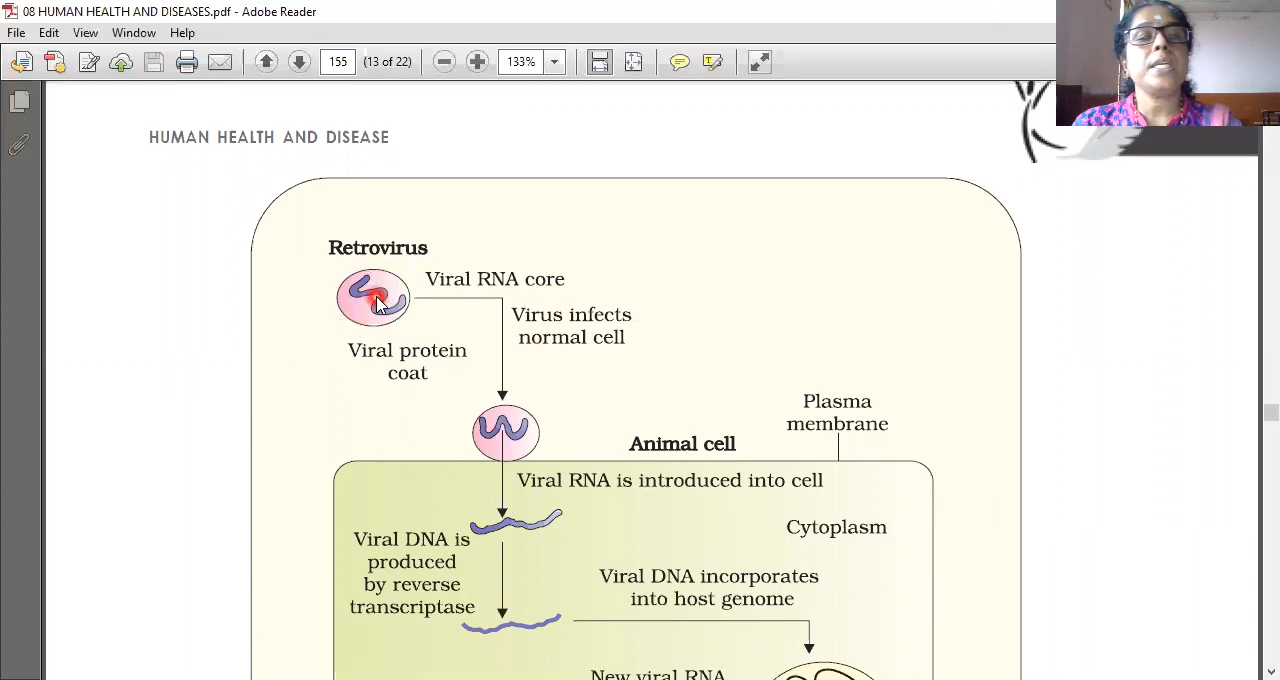 08 HUMAN HEALTH AND DISEASES.pdf - Adobe Reader
File Edit View Window Help
155 (13 of 22) 133%
HUMAN HEALTH AND DISEASE
Retrovirus
Viral RNA core
Virus infects
normal cell
Viral protein
coat
Plasma
membrane
Animal cell
Viral RNA is introduced into cell
Cytoplasm
Viral DNA is
produced
by reverse
transcriptase
Viral DNA incorporates
into host genome
New viral RNA